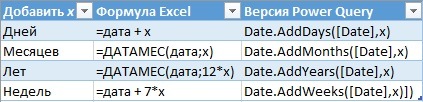 Добавить x Формула Excel Версия Power Query
Дней =дата + x Date.AddDays([Date],x)
Месяцев =ДАТАМЕС(дата;x) Date.AddMonths([Date],x)
Лет =ДАТАМЕС(дата;12*x) Date.AddYears([Date],x)
Недель =дата + 7*x Date.AddWeeks([Date],x)])